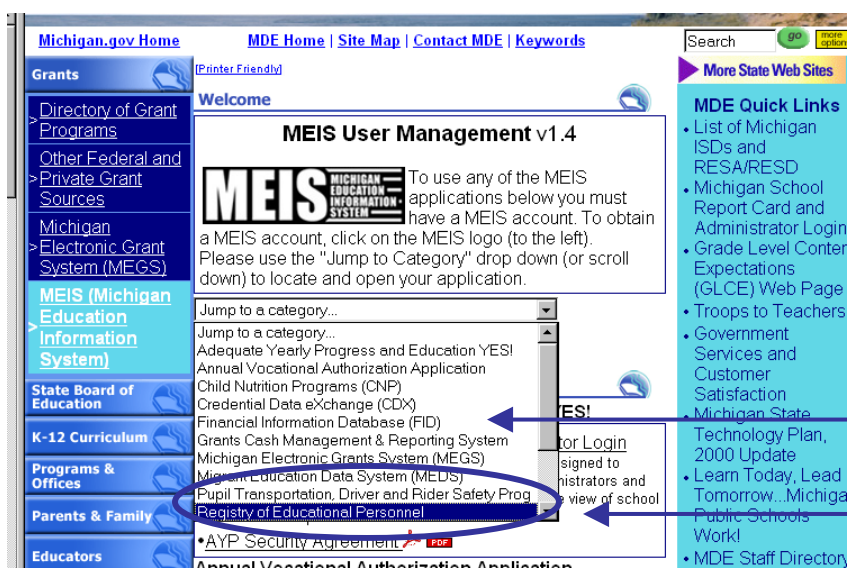 Michigan.gov Home
MDE Home | Site Map | Contact MDE | Keywords
Search
go
more
option
Grants
> Directory of Grant
Programs
Other Federal and
> Private Grant
Sources
Michigan
> Electronic Grant
System (MEGS)
MEIS (Michigan
Education
> Information
System)
State Board of
Education
K-12 Curriculum
Programs &
Offices
Parents & Family
Educators
[Printer Friendly]
Welcome
MEIS User Management v1.4
MEIS
MICHIGAN
EDUCATION
INFORMATION
SYSTEM
To use any of the MEIS
applications below you must
have a MEIS account. To obtain
a MEIS account, click on the MEIS logo (to the left).
Please use the "Jump to Category" drop down (or scroll
down) to locate and open your application.
Jump to a category...
Jump to a category...
Adequate Yearly Progress and Education YES!
Annual Vocational Authorization Application
Child Nutrition Programs (CNP)
Credential Data eXchange (CDX)
Financial Information Database (FID)
Grants Cash Management & Reporting System
Michigan Electronic Grants System (MEGS)
Migrant Education Data System (MEDS)
Pupil Transportation, Driver and Rider Safety Prog
Registry of Educational Personnel
YES!
tor Login
signed to
nistrators and
e view of school
•AYP Security Agreement PDF
Annual Vocational Authorization Application
More State Web Sites
MDE Quick Links
• List of Michigan
ISDs and
RESA/RESD
• Michigan School
Report Card and
Administrator Login
• Grade Level Conter
Expectations
(GLCE) Web Page
• Troops to Teachers
• Government
Services and
Customer
Satisfaction
• Michigan State
Technology Plan,
2000 Update
• Learn Today, Lead
Tomorrow...Michiga
Public Schools
Work!
• MDE Staff Directory